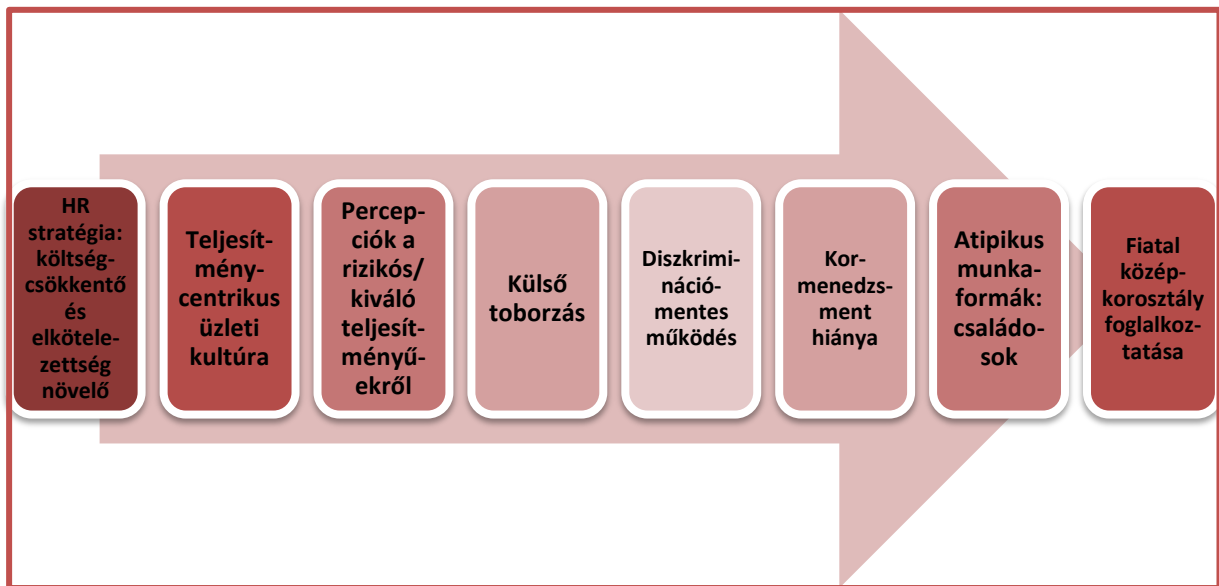 HR
stratégia:
költség-
csökkentő
és
elkötele-
zettség
növelő
Teljesít-
mény-
centrikus
üzleti
kultúra
Percep-
ciók a
rizikós/
kiváló
teljesít-
ményű-
ekről
Külső
toborzás
Diszkrimi-
náció-
mentes
működés
Kor-
menedzs-
ment
hiánya
Atipikus
munka-
formák:
családo-
sok
Fiatal
közép-
korosztály
foglalkoz-
tatása